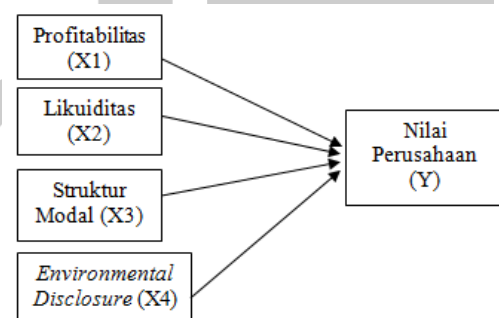 Profitabilitas
(X1)
Likuiditas
(X2)
Struktur
Modal (X3)
Environmental
Disclosure (X4)
Nilai
Perusahaan
(Y)